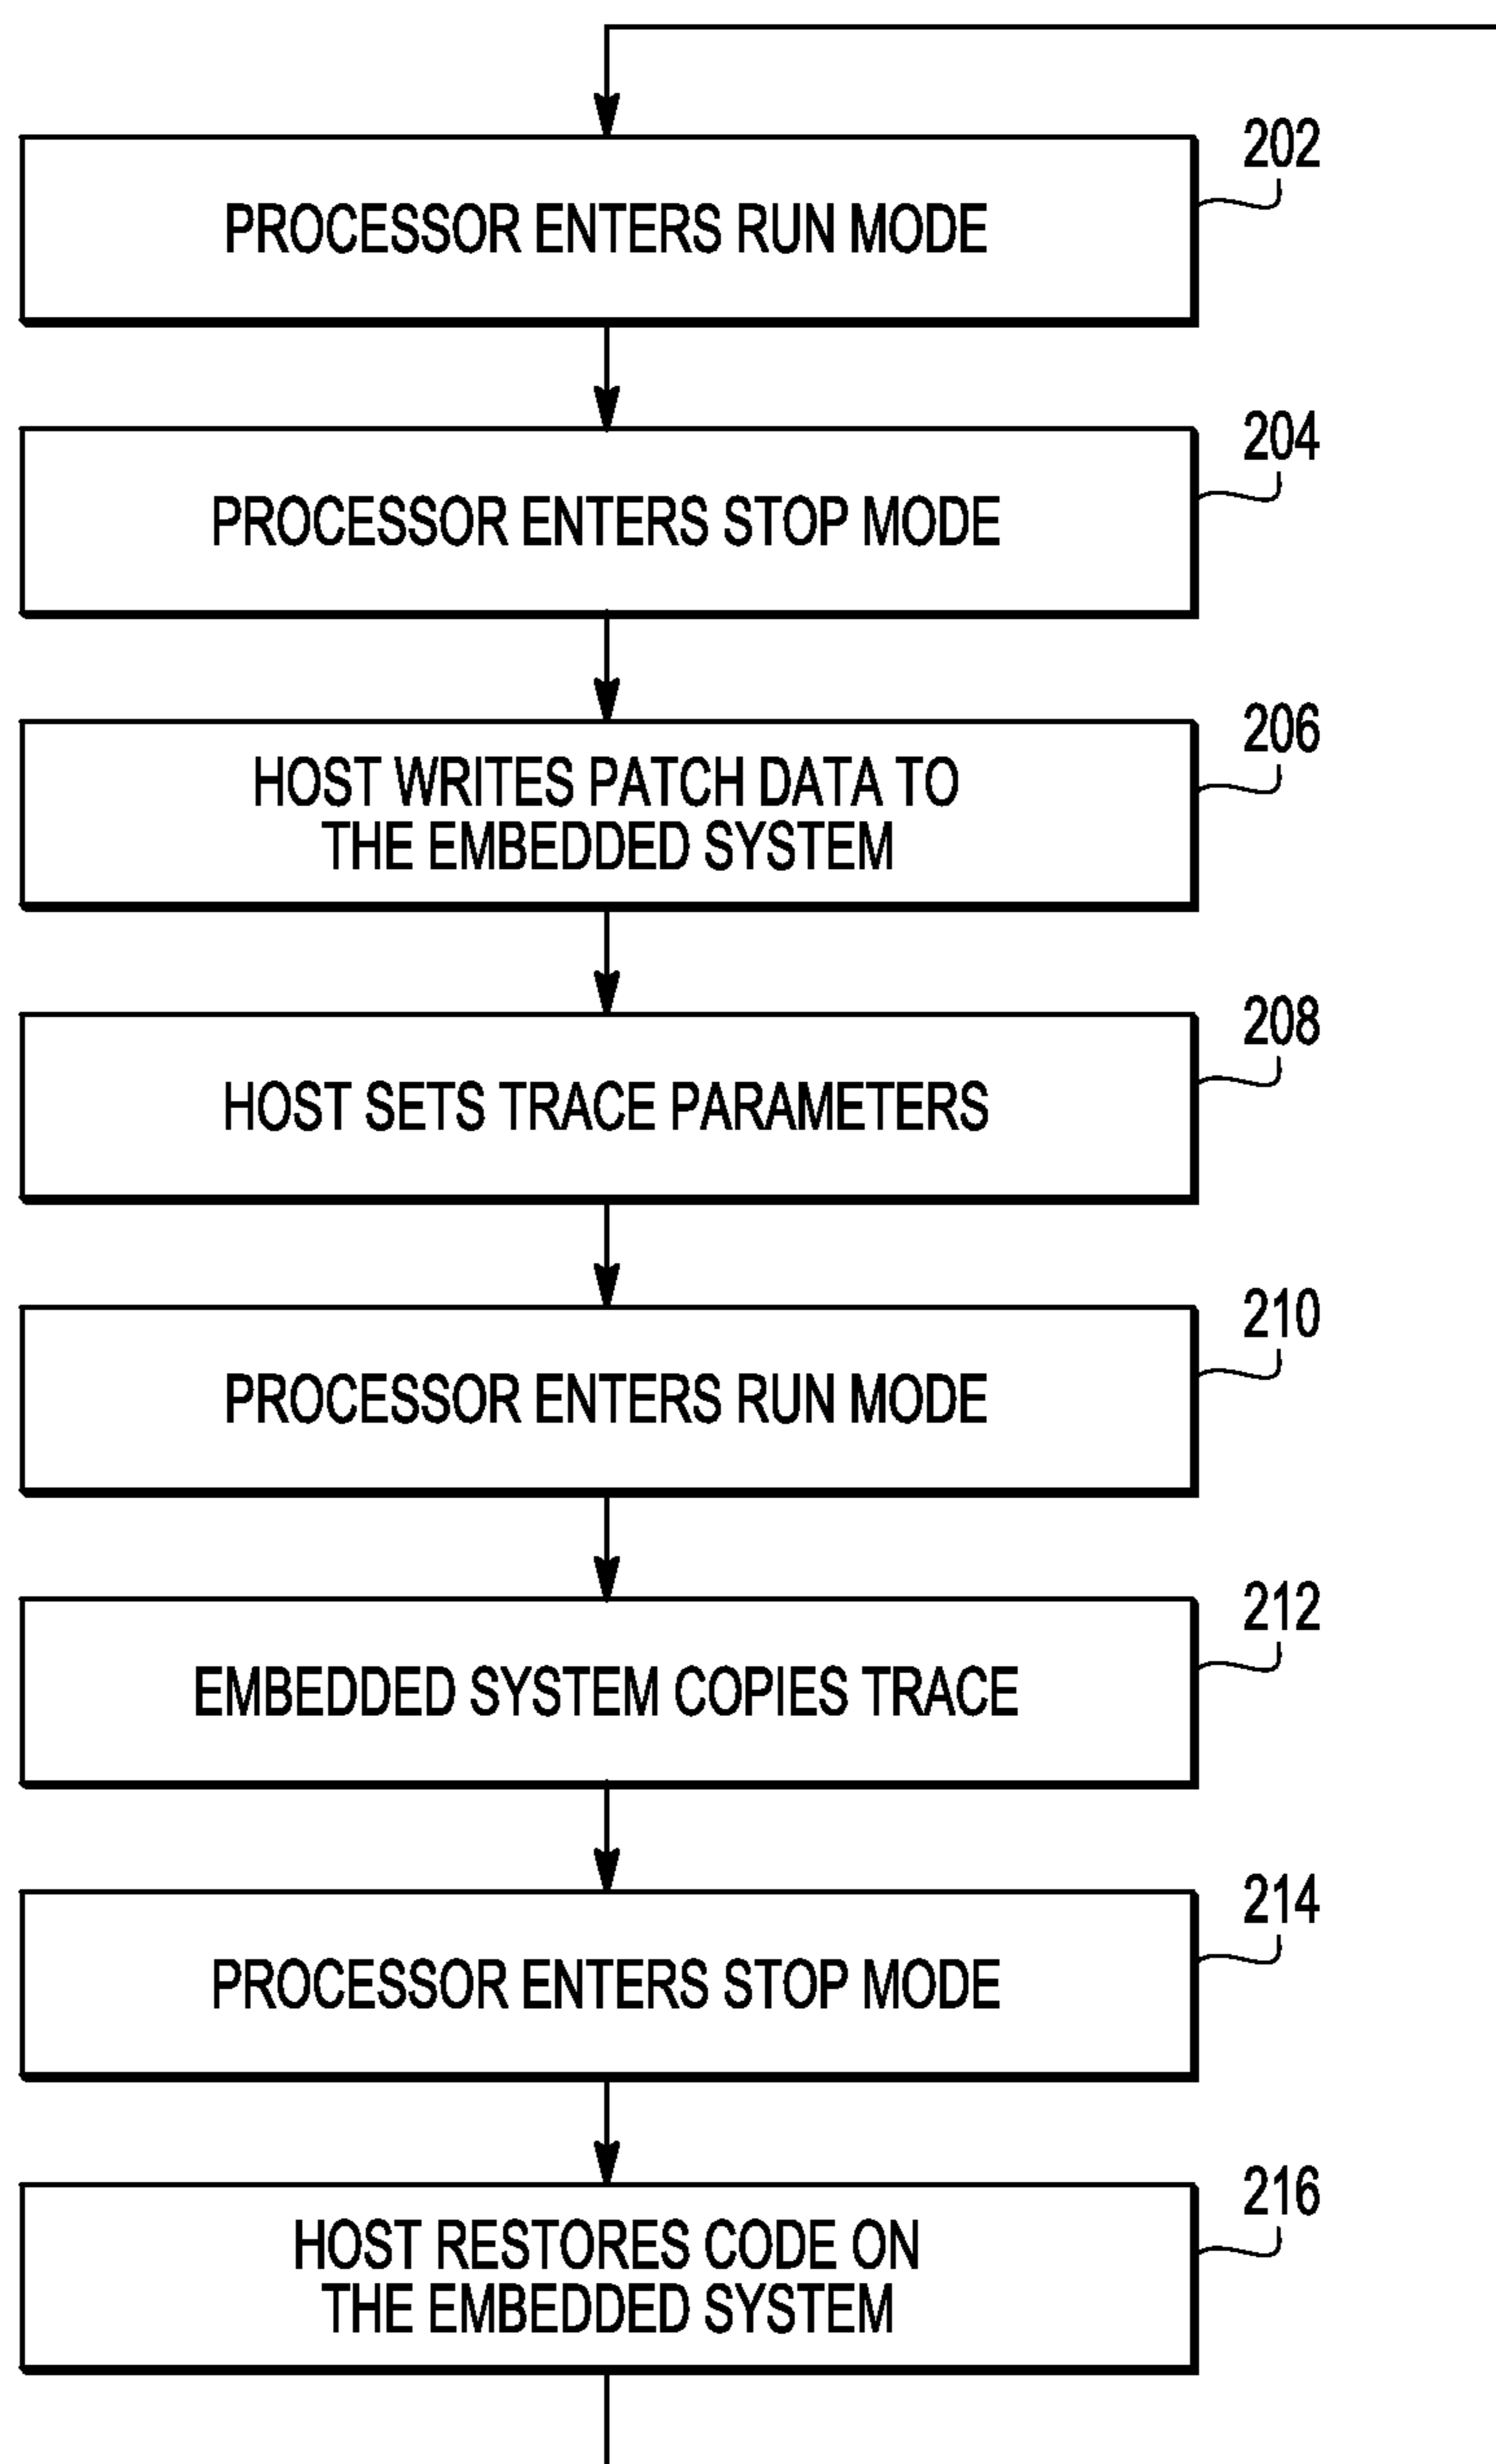 202
PROCESSOR ENTERS RUN MODE
204
PROCESSOR ENTERS STOP MODE
206
HOST WRITES PATCH DATA TO
THE EMBEDDED SYSTEM
208
HOST SETS TRACE PARAMETERS
210
PROCESSOR ENTERS RUN MODE
212
EMBEDDED SYSTEM COPIES TRACE
214
PROCESSOR ENTERS STOP MODE
216
HOST RESTORES CODE ON
THE EMBEDDED SYSTEM